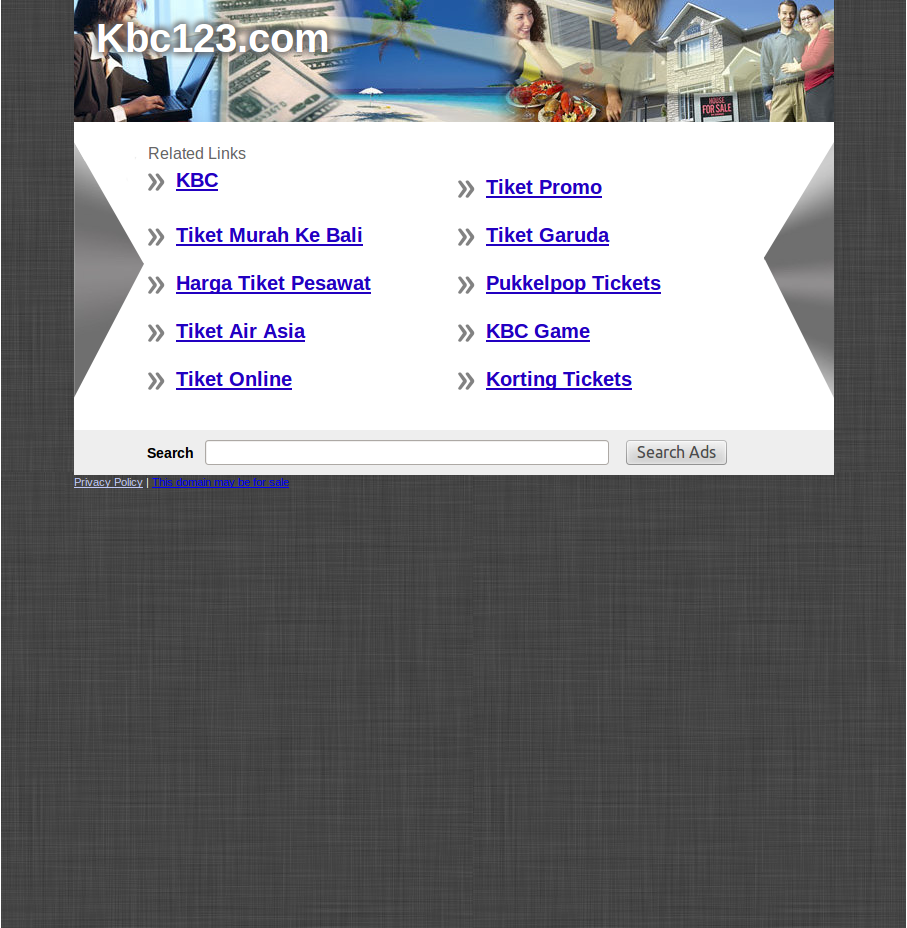 Kbc123.com
HOUSE
FOR SALE
Related Links
KBC
Tiket Promo
Tiket Murah Ke Bali
Tiket Garuda
Harga Tiket Pesawat
Pukkelpop Tickets
Tiket Air Asia
KBC Game
Tiket Online
Korting Tickets
Search Search Ads
Privacy Policy | This domain may be for sale